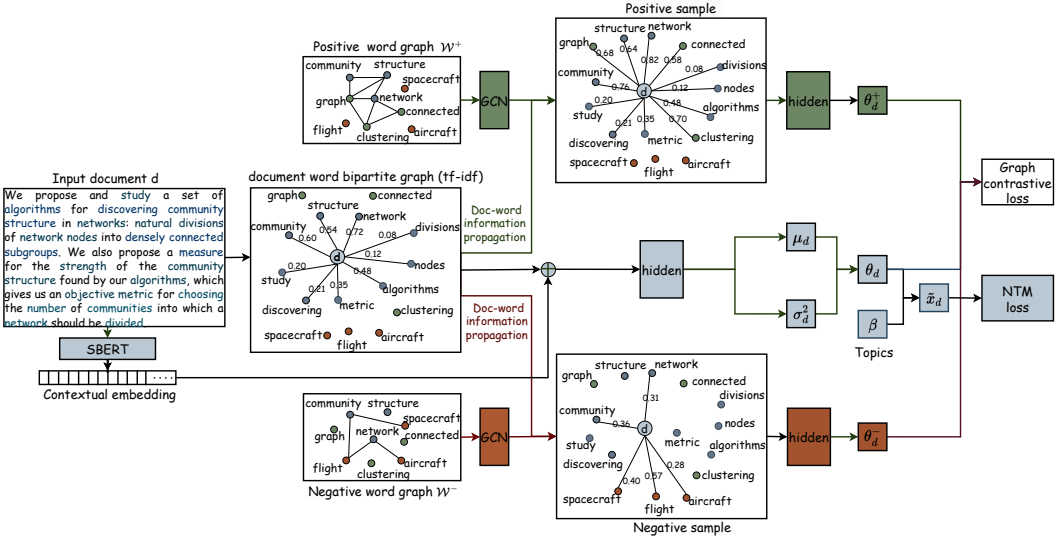 Positive word graph 𝒲⁺
community
structure
spacecraft
graph
network
connected
flight
clustering
aircraft
GCN
Positive sample
structure
network
graph
connected
0.68
0.64
0.82
0.58
divisions
0.08
community
0.76
0.12
nodes
0.20
0.48
study
algorithms
0.21
0.35
0.70
discovering
metric
clustering
spacecraft
flight
aircraft
hidden
θ_d^+
Input document d
We propose and study a set of
algorithms for discovering community
structure in networks: natural divisions
of network nodes into densely connected
subgroups. We also propose a measure
for the strength of the community
structure found by our algorithms, which
gives us an objective metric for choosing
the number of communities into which a
network should be divided.
SBERT
····
Contextual embedding
document word bipartite graph (tf-idf)
graph
connected
structure
network
community
0.54
0.72
divisions
0.60
0.08
d
0.12
nodes
0.20
0.48
study
0.21
0.35
algorithms
discovering
metric
clustering
spacecraft
flight
aircraft
Doc-word
information
propagation
Doc-word
information
propagation
hidden
μ_d
σ_d^2
θ_d
β
Topics
x̃_d
Graph
contrastive
loss
NTM
loss
community
structure
spacecraft
graph
network
connected
flight
clustering
aircraft
Negative word graph 𝒲⁻
GCN
structure
network
graph
connected
0.31
divisions
community
0.36
d
nodes
study
metric
algorithms
discovering
0.28
0.40
0.57
clustering
spacecraft
flight
aircraft
Negative sample
hidden
θ_d^-
d